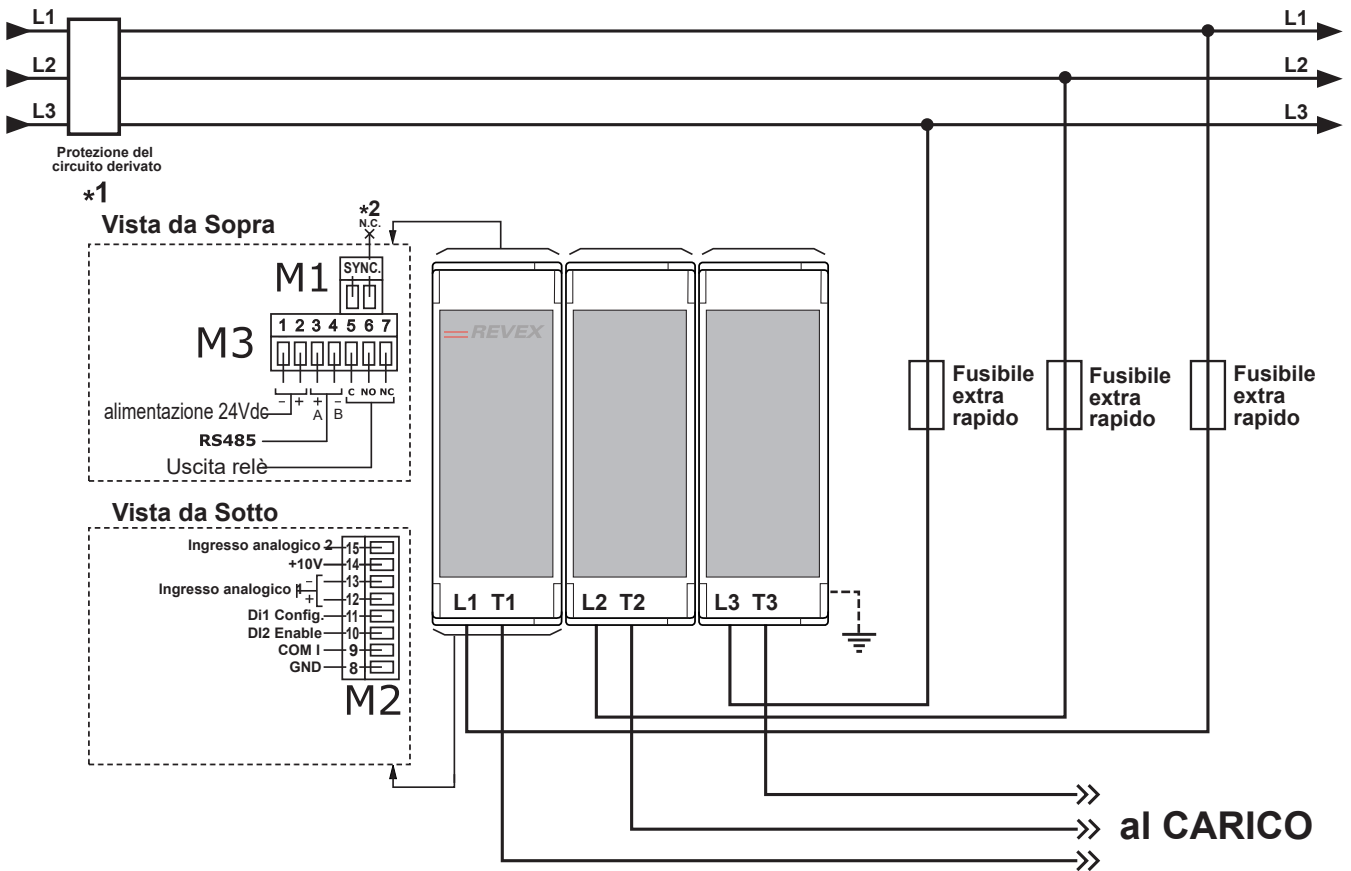 L1
L1
L2
L2
L3
L3
Protezione del
circuito derivato
*1
Vista da Sopra
*2
N.C.
SYNC.
M1
1 2 3 4 5 6 7
M3
C NO NC
- + + -
A B
alimentazione 24Vdc
RS485
Uscita relè
REVEX
Fusibile
extra
rapido
Fusibile
extra
rapido
Fusibile
extra
rapido
Vista da Sotto
Ingresso analogico 2 15
+10V 14
- 13
Ingresso analogico 1
+ 12
Di1 Config. 11
DI2 Enable 10
COM I 9
GND 8
M2
L1 T1
L2 T2
L3 T3
al CARICO